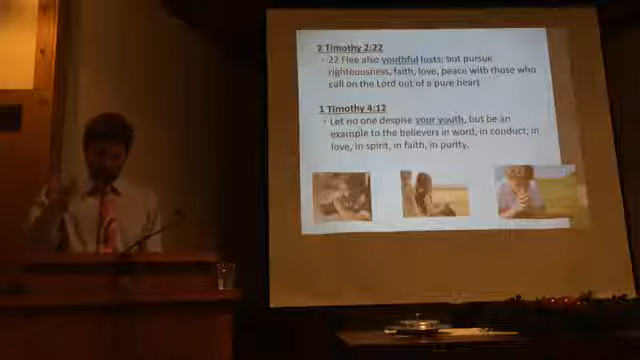 2 Timothy 2:22
· 22 Flee also youthful lusts; but pursue
righteousness, faith, love, peace with those who
call on the Lord out of a pure heart
1 Timothy 4:12
· Let no one despise your youth, but be an
example to the believers in word, in conduct, in
love, in spirit, in faith, in purity.